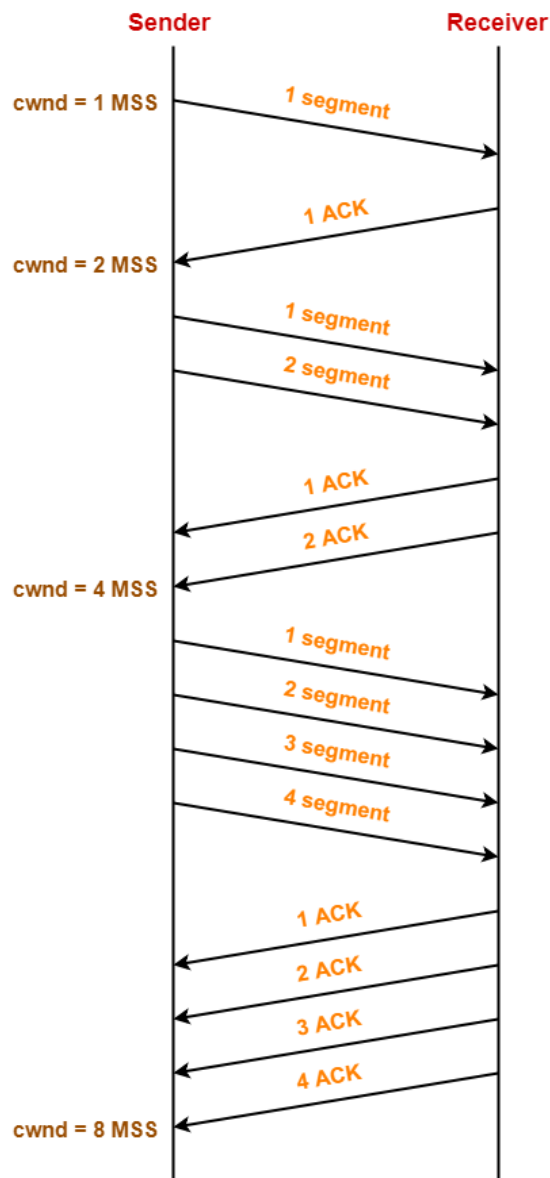 Sender Receiver
cwnd = 1 MSS
1 segment
1 ACK
cwnd = 2 MSS
1 segment
2 segment
1 ACK
2 ACK
cwnd = 4 MSS
1 segment
2 segment
3 segment
4 segment
1 ACK
2 ACK
3 ACK
4 ACK
cwnd = 8 MSS